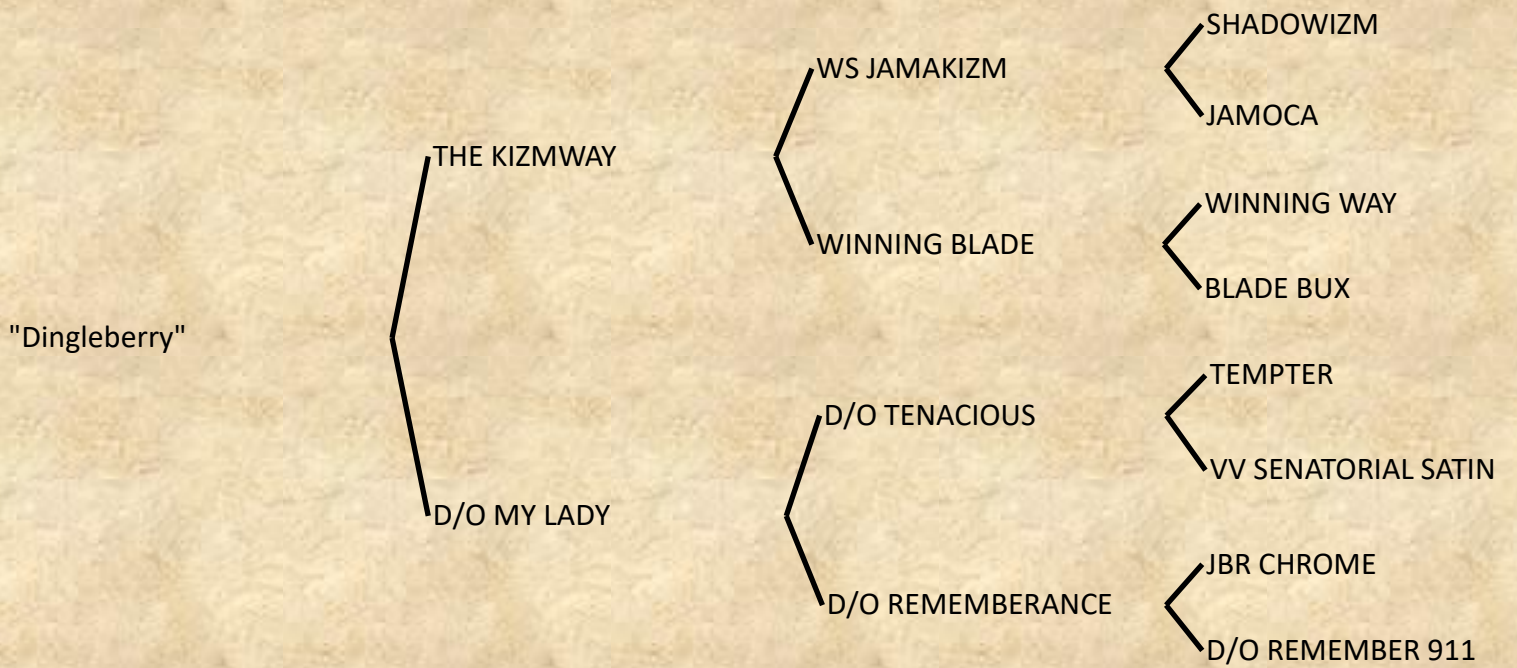 SHADOWIZM
WS JAMAKIZM
JAMOCA
THE KIZMWAY
WINNING WAY
WINNING BLADE
BLADE BUX
"Dingleberry"
TEMPTER
D/O TENACIOUS
VV SENATORIAL SATIN
D/O MY LADY
JBR CHROME
D/O REMEMBERANCE
D/O REMEMBER 911